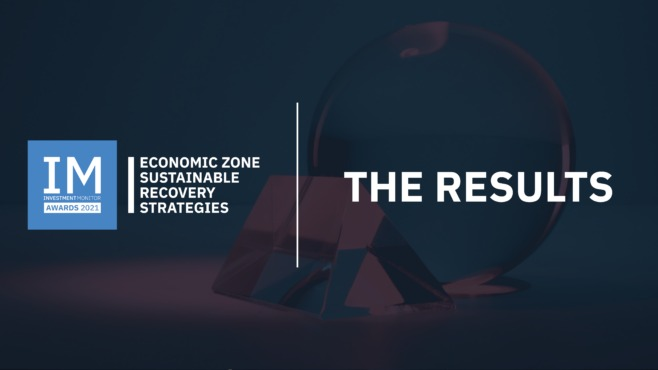 IM
INVESTMENT MONITOR
AWARDS 2021
ECONOMIC ZONE
SUSTAINABLE
RECOVERY
STRATEGIES
THE RESULTS